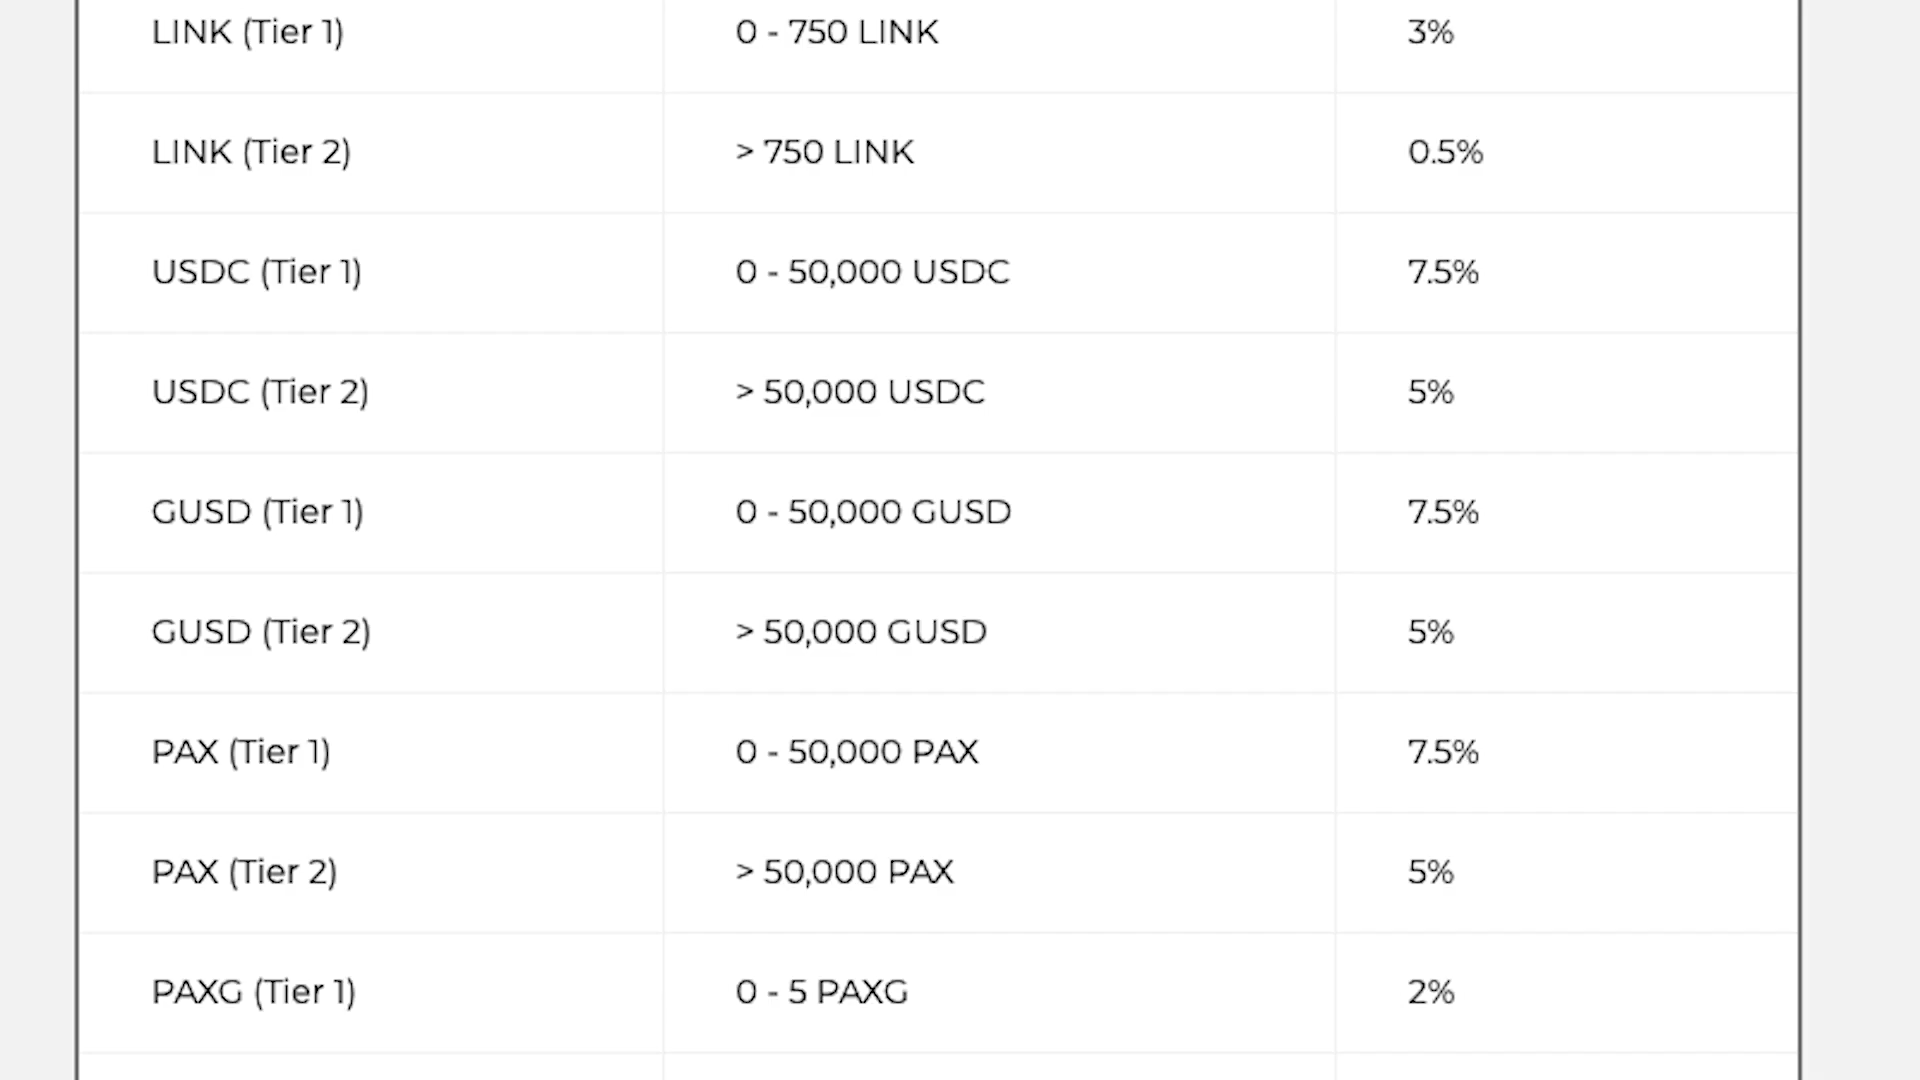 LINK (Tier 1) 0 - 750 LINK 3%
LINK (Tier 2) > 750 LINK 0.5%
USDC (Tier 1) 0 - 50,000 USDC 7.5%
USDC (Tier 2) > 50,000 USDC 5%
GUSD (Tier 1) 0 - 50,000 GUSD 7.5%
GUSD (Tier 2) > 50,000 GUSD 5%
PAX (Tier 1) 0 - 50,000 PAX 7.5%
PAX (Tier 2) > 50,000 PAX 5%
PAXG (Tier 1) 0 - 5 PAXG 2%